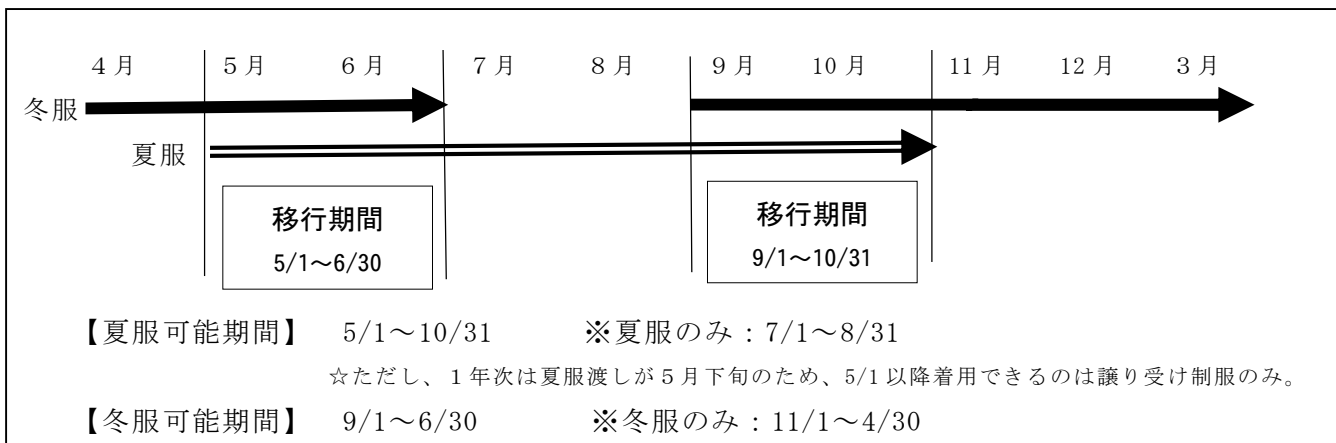 4月 5月 6月 7月 8月 9月 10月 11月 12月 3月
冬服
夏服
移行期間
5/1~6/30
移行期間
9/1~10/31
【夏服可能期間】 5/1~10/31 ※夏服のみ：7/1~8/31
☆ただし、１年次は夏服渡しが５月下旬のため、5/1以降着用できるのは譲り受け制服のみ。
【冬服可能期間】 9/1~6/30 ※冬服のみ：11/1~4/30